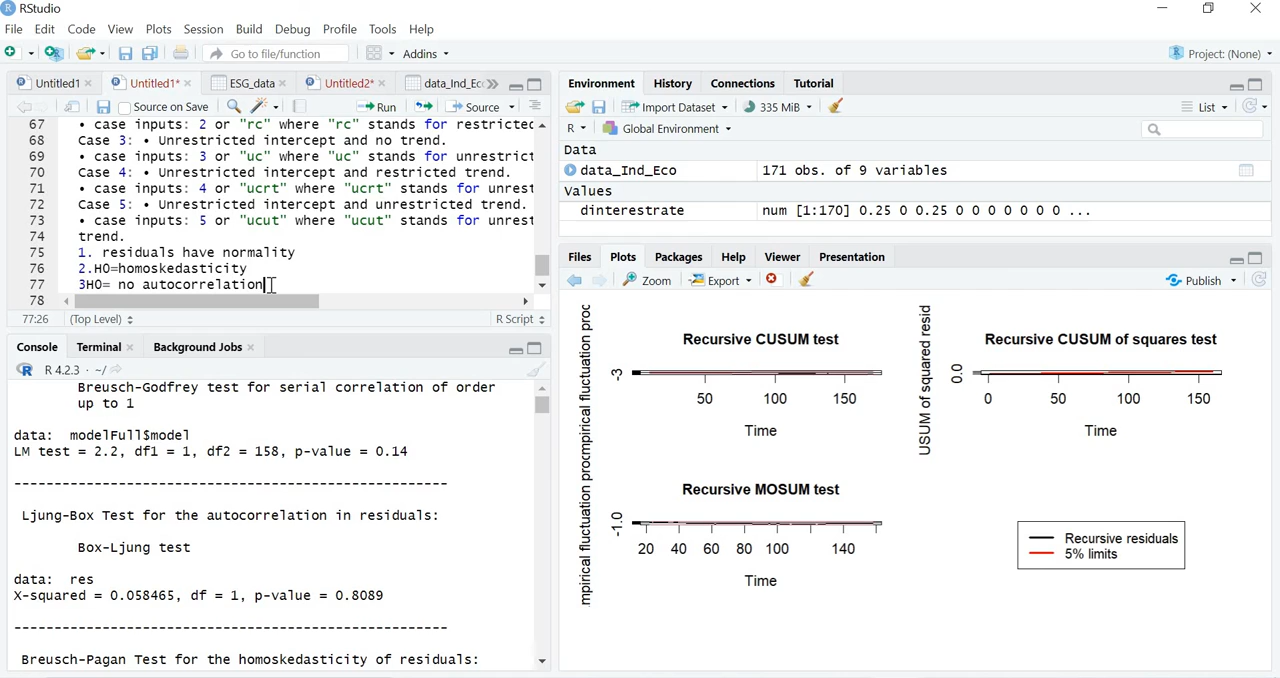 RStudio
File Edit Code View Plots Session Build Debug Profile Tools Help
Go to file/function Addins Project: (None)
Untitled1 Untitled1* ESG_data Untitled2* data_Ind_Ec
Source on Save Run Source
67 • case inputs: 2 or "rc" where "rc" stands for restricted
68 Case 3: • Unrestricted intercept and no trend.
69 • case inputs: 3 or "uc" where "uc" stands for unrestrict
70 Case 4: • Unrestricted intercept and restricted trend.
71 • case inputs: 4 or "ucrt" where "ucrt" stands for unrest
72 Case 5: • Unrestricted intercept and unrestricted trend.
73 • case inputs: 5 or "ucut" where "ucut" stands for unrest
74 trend.
75 1. residuals have normality
76 2.H0=homoskedasticity
77 3H0= no autocorrelation
78
77:26 (Top Level) R Script
Console Terminal Background Jobs
R 4.2.3 · ~/
Breusch-Godfrey test for serial correlation of order
up to 1
data: modelFull$model
LM test = 2.2, df1 = 1, df2 = 158, p-value = 0.14
--------------------------------------------------
Ljung-Box Test for the autocorrelation in residuals:
Box-Ljung test
data: res
X-squared = 0.058465, df = 1, p-value = 0.8089
--------------------------------------------------
Breusch-Pagan Test for the homoskedasticity of residuals:
Environment History Connections Tutorial
Import Dataset 335 MiB List
R Global Environment
Data
data_Ind_Eco 171 obs. of 9 variables
Values
dinterestrate num [1:170] 0.25 0 0.25 0 0 0 0 0 0 0 ...
Files Plots Packages Help Viewer Presentation
Zoom Export Publish
Recursive CUSUM test
mpirical fluctuation proc
-3
50 100 150
Time
Recursive CUSUM of squares test
USUM of squared resid
0.0
0 50 100 150
Time
Recursive MOSUM test
mpirical fluctuation proc
-1.0
20 40 60 80 100 140
Time
Recursive residuals
5% limits